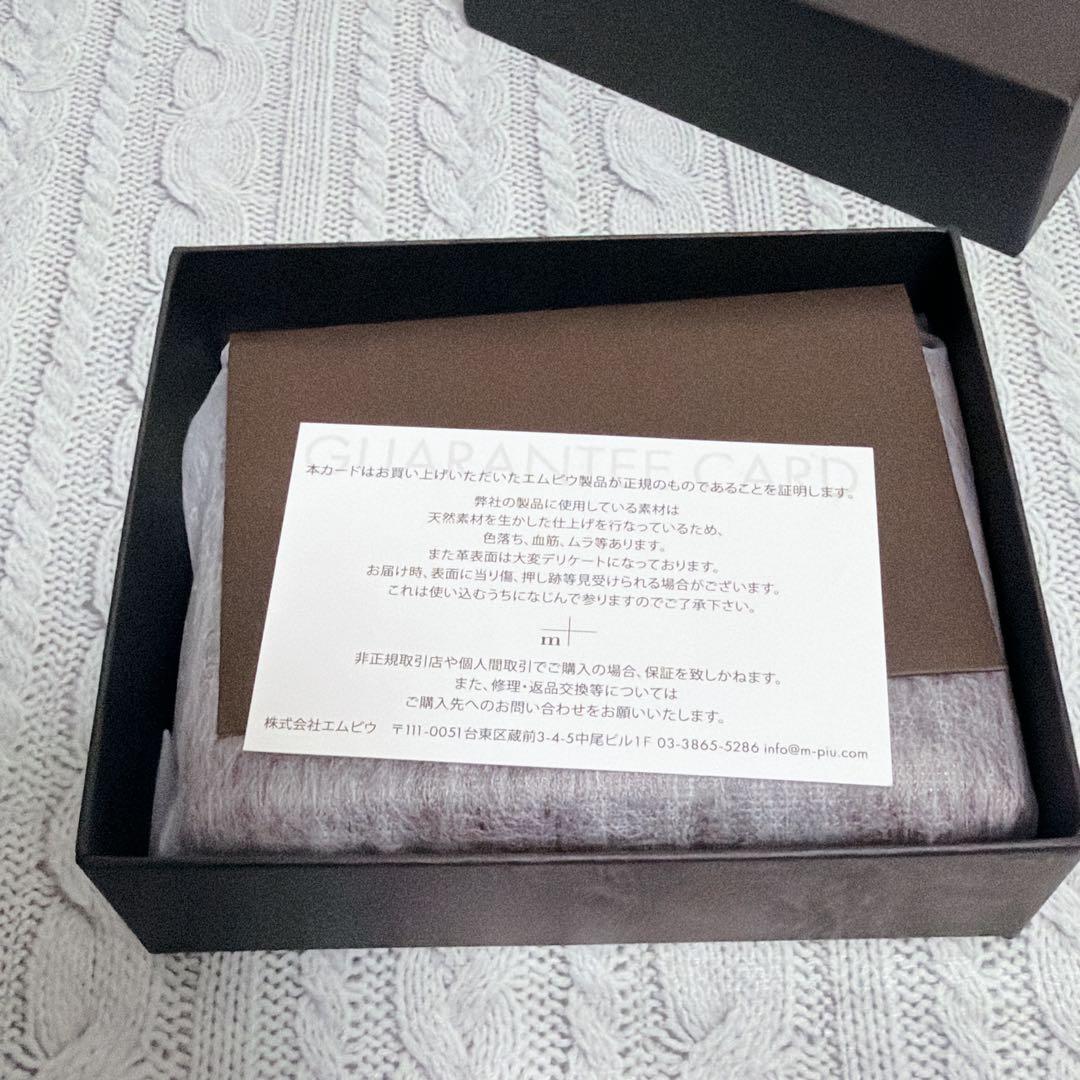 GUARANTEE CARD
本カードはお買い上げいただいたエムピウ製品が正規のものであることを証明します。
弊社の製品に使用している素材は
天然素材を生かした仕上げを行なっているため、
色落ち、血筋、ムラ等あります。
また革表面は大変デリケートになっております。
お届け時、表面に当り傷、押し跡等見受けられる場合がございます。
これは使い込むうちになじんで参りますのでご了承下さい。
m+
非正規取引店や個人間取引でご購入の場合、保証を致しかねます。
また、修理・返品交換等については
ご購入先へのお問い合わせをお願いいたします。
株式会社エムピウ 〒111-0051台東区蔵前3-4-5中尾ビル1F 03-3865-5286 info@m-piu.com